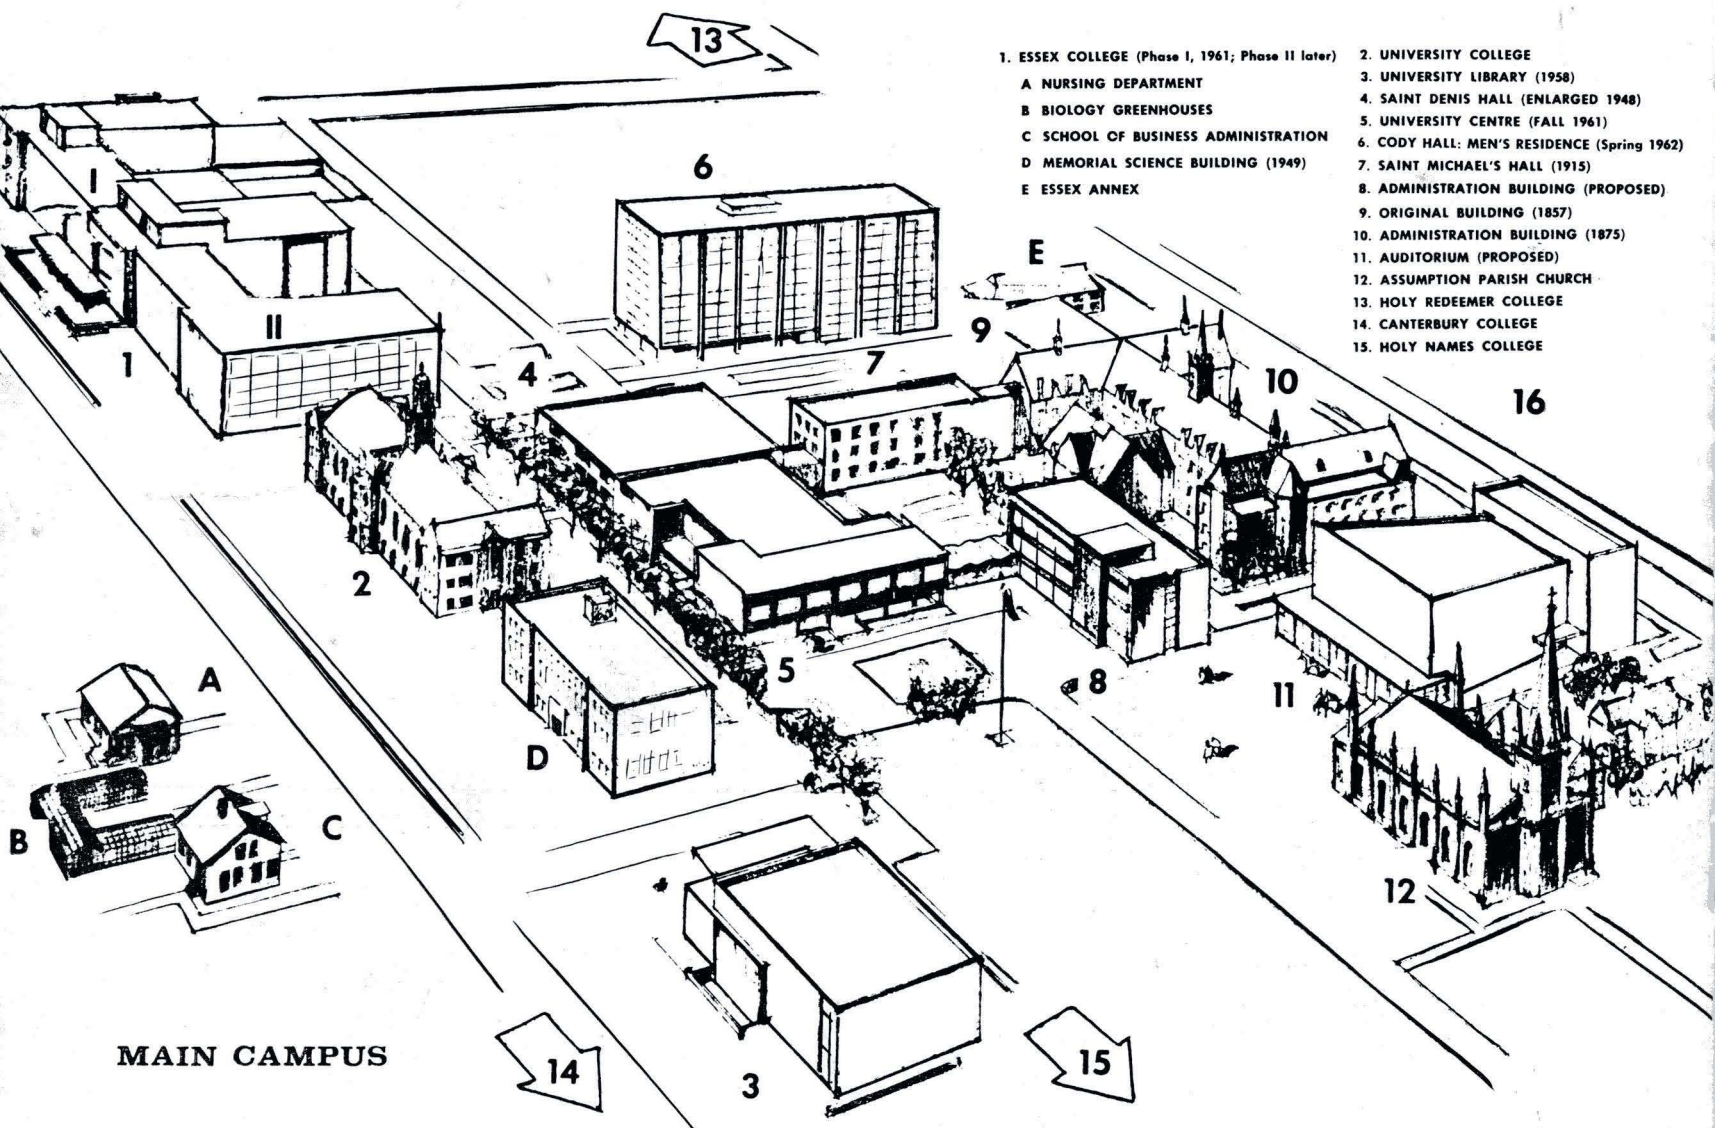 1. ESSEX COLLEGE (Phase I, 1961; Phase II later)
A NURSING DEPARTMENT
B BIOLOGY GREENHOUSES
C SCHOOL OF BUSINESS ADMINISTRATION
D MEMORIAL SCIENCE BUILDING (1949)
E ESSEX ANNEX
2. UNIVERSITY COLLEGE
3. UNIVERSITY LIBRARY (1958)
4. SAINT DENIS HALL (ENLARGED 1948)
5. UNIVERSITY CENTRE (FALL 1961)
6. CODY HALL: MEN'S RESIDENCE (Spring 1962)
7. SAINT MICHAEL'S HALL (1915)
8. ADMINISTRATION BUILDING (PROPOSED)
9. ORIGINAL BUILDING (1857)
10. ADMINISTRATION BUILDING (1875)
11. AUDITORIUM (PROPOSED)
12. ASSUMPTION PARISH CHURCH
13. HOLY REDEEMER COLLEGE
14. CANTERBURY COLLEGE
15. HOLY NAMES COLLEGE
13
6
I
E
II
9
1
4
7
10
16
2
A
5
8
11
D
B
C
12
MAIN CAMPUS
14
3
15